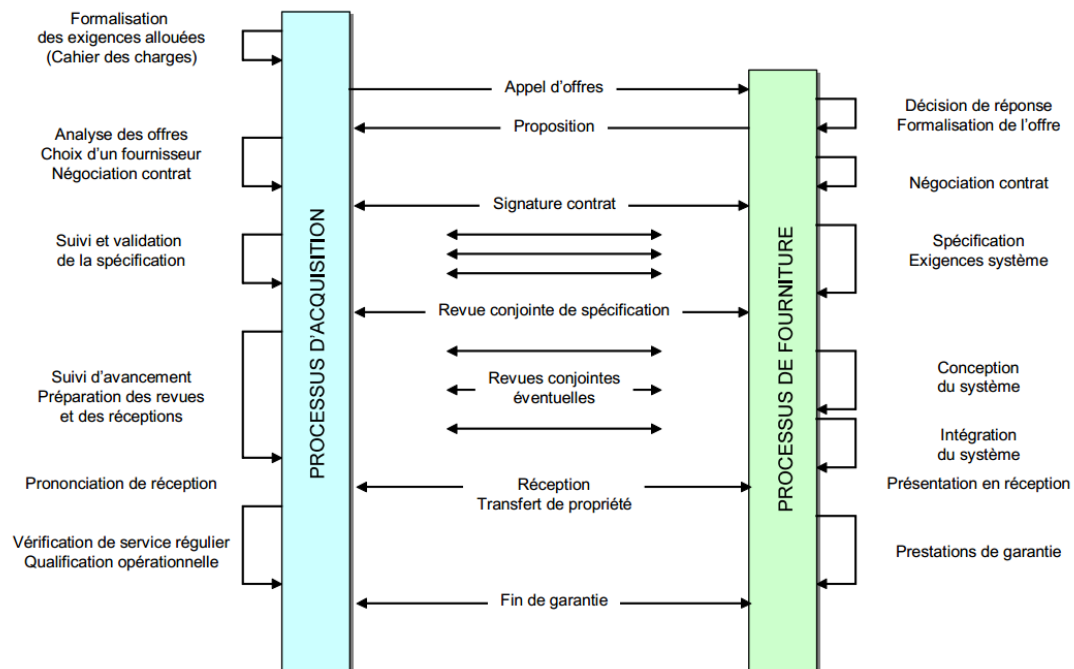 Formalisation
des exigences allouées
(Cahier des charges)
Appel d'offres
Décision de réponse
Formalisation de l'offre
Proposition
Analyse des offres
Choix d'un fournisseur
Négociation contrat
Négociation contrat
Signature contrat
Suivi et validation
de la spécification
Spécification
Exigences système
PROCESSUS D'ACQUISITION
PROCESSUS DE FOURNITURE
Revue conjointe de spécification
Suivi d'avancement
Préparation des revues
et des réceptions
Revues conjointes
éventuelles
Conception
du système
Intégration
du système
Prononciation de réception
Réception
Transfert de propriété
Présentation en réception
Vérification de service régulier
Qualification opérationnelle
Prestations de garantie
Fin de garantie